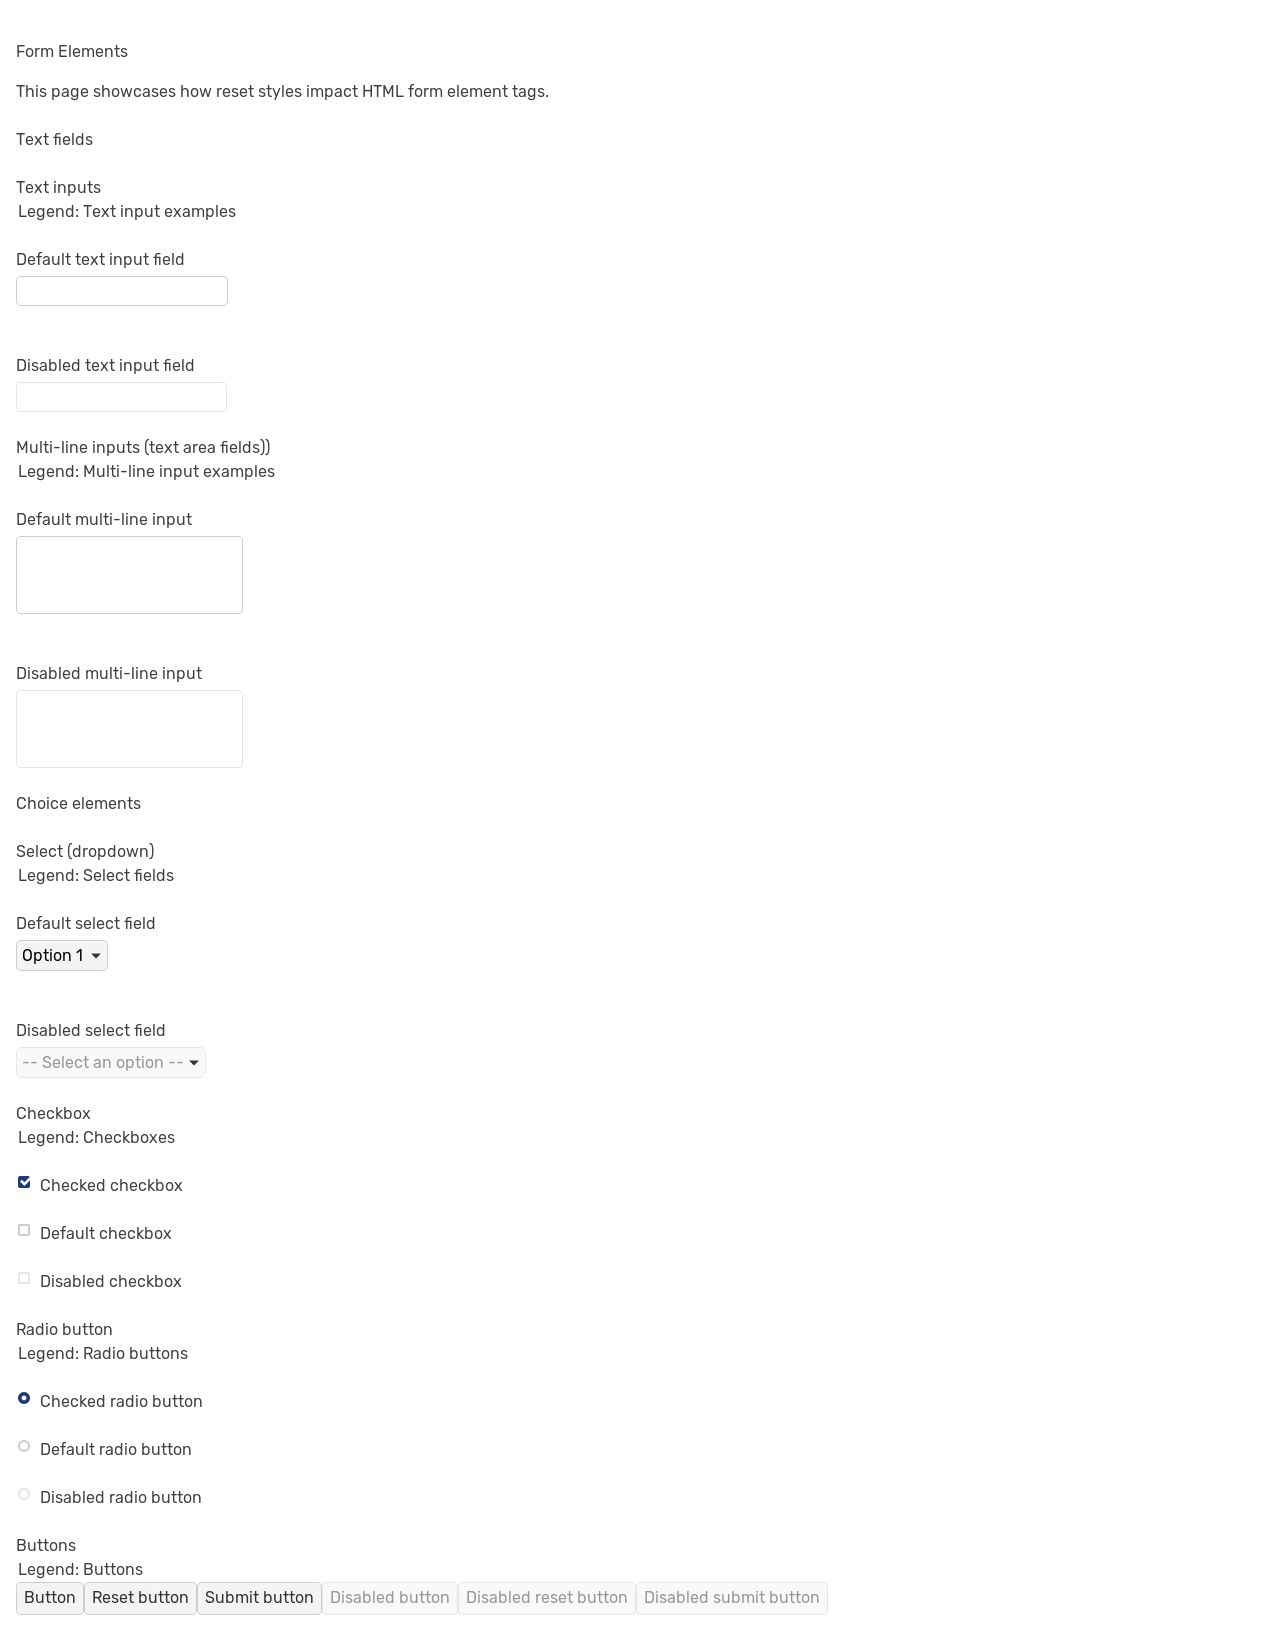 Form Elements
This page showcases how reset styles impact HTML form element tags.
Text fields
Text inputs
Legend: Text input examples
Default text input field
Disabled text input field
Multi-line inputs (text area fields))
Legend: Multi-line input examples
Default multi-line input
Disabled multi-line input
Choice elements
Select (dropdown)
Legend: Select fields
Default select field
Option 1
Disabled select field
-- Select an option --
Checkbox
Legend: Checkboxes
Checked checkbox
Default checkbox
Disabled checkbox
Radio button
Legend: Radio buttons
Checked radio button
Default radio button
Disabled radio button
Buttons
Legend: Buttons
Button Reset button Submit button Disabled button Disabled reset button Disabled submit button